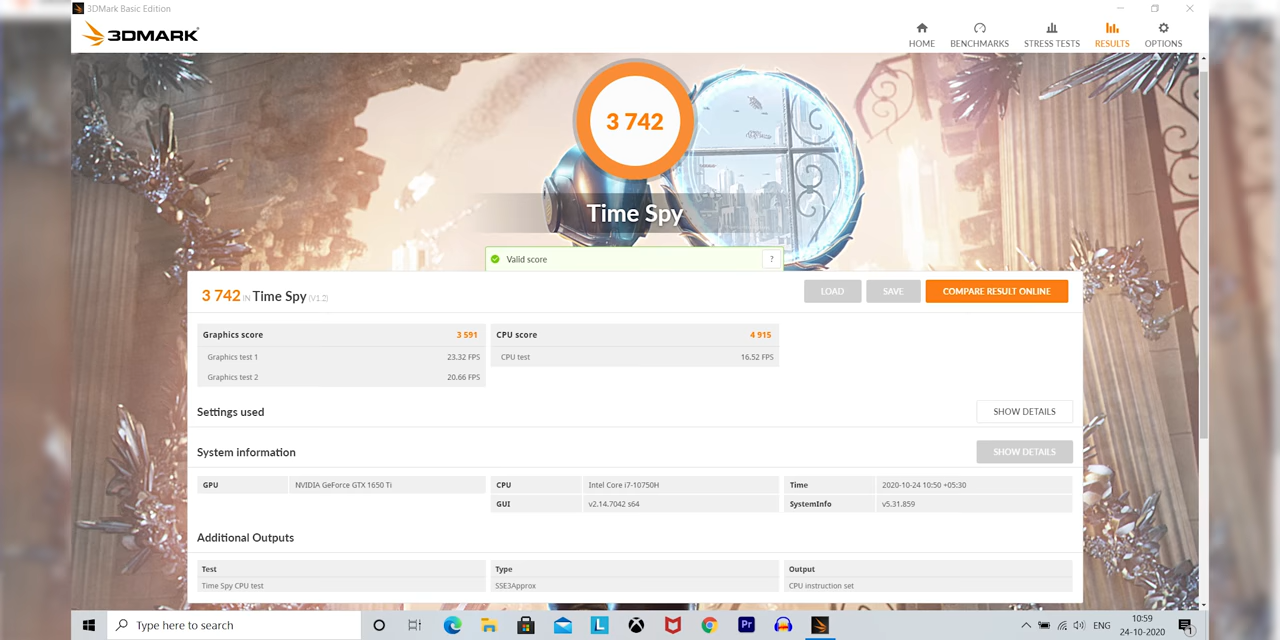 3DMark Basic Edition
3DMARK
HOME BENCHMARKS STRESS TESTS RESULTS OPTIONS
3 742
Time Spy
Valid score ?
3 742 IN Time Spy (V1.2) LOAD SAVE COMPARE RESULT ONLINE
Graphics score 3 591 CPU score 4 915
Graphics test 1 23.32 FPS CPU test 16.52 FPS
Graphics test 2 20.66 FPS
Settings used SHOW DETAILS
System information SHOW DETAILS
GPU NVIDIA GeForce GTX 1650 Ti CPU Intel Core i7-10750H Time 2020-10-24 10:50 +05:30
GUI v2.14.7042 s64 SystemInfo v5.31.859
Additional Outputs
Test Type Output
Time Spy CPU test SSE3Approx CPU instruction set
Type here to search L Pr ENG 10:59
24-10-2020 1